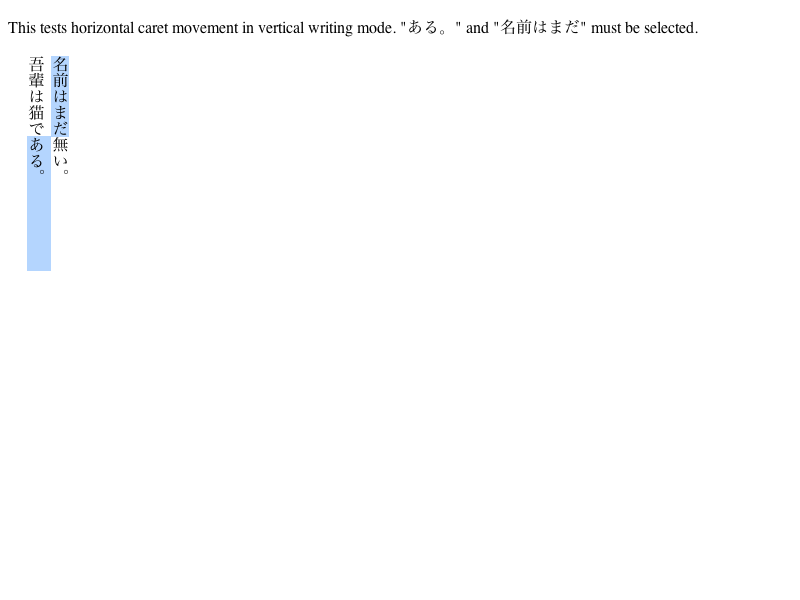 This tests horizontal caret movement in vertical writing mode. "ある。" and "名前はまだ" must be selected.
吾輩は猫である。
名前はまだ無い。